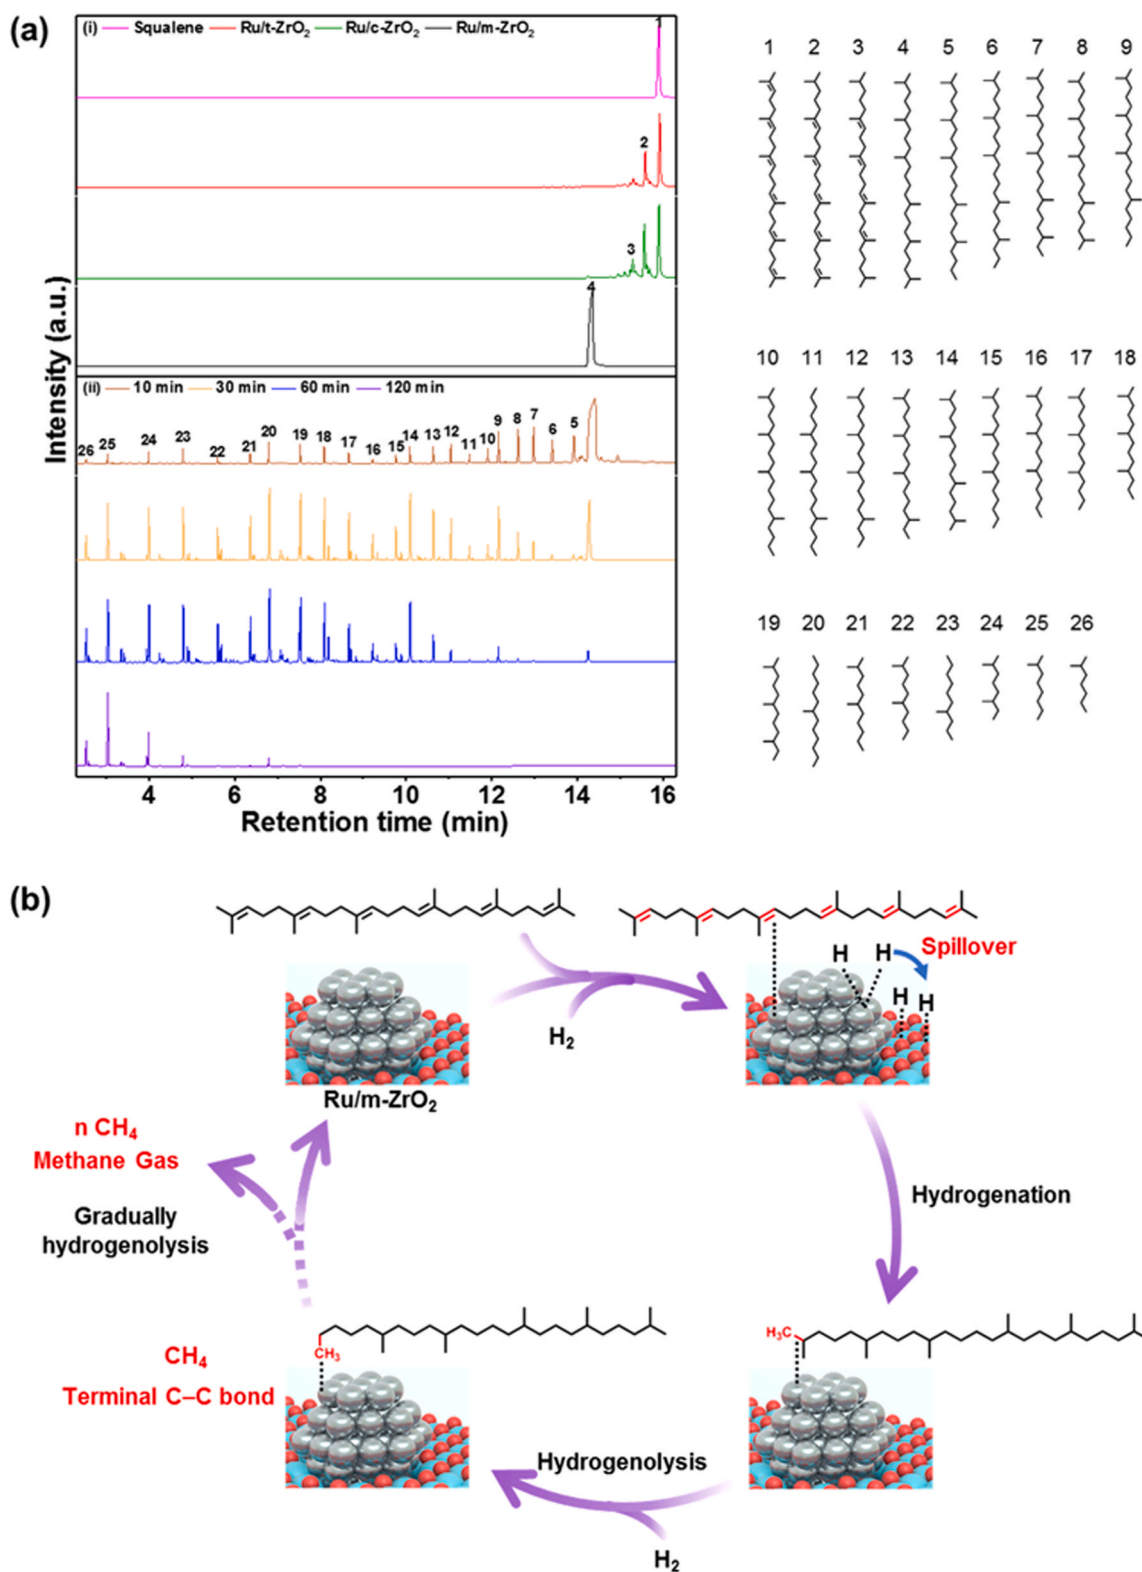 (a)
(i) Squalene Ru/t-ZrO₂ Ru/c-ZrO₂ Ru/m-ZrO₂
1
2
3
4
(ii) 10 min 30 min 60 min 120 min
26 25 24 23 22 21 20 19 18 17 16 15 14 13 12 11 10 9 8 7 6 5
4 6 8 10 12 14 16
Retention time (min)
Intensity (a.u.)
1 2 3 4 5 6 7 8 9
10 11 12 13 14 15 16 17 18
19 20 21 22 23 24 25 26
(b)
H H Spillover
H H
H₂
Ru/m-ZrO₂
n CH₄
Methane Gas
Gradually
hydrogenolysis
Hydrogenation
CH₃
H₃C
CH₄
Terminal C–C bond
Hydrogenolysis
H₂